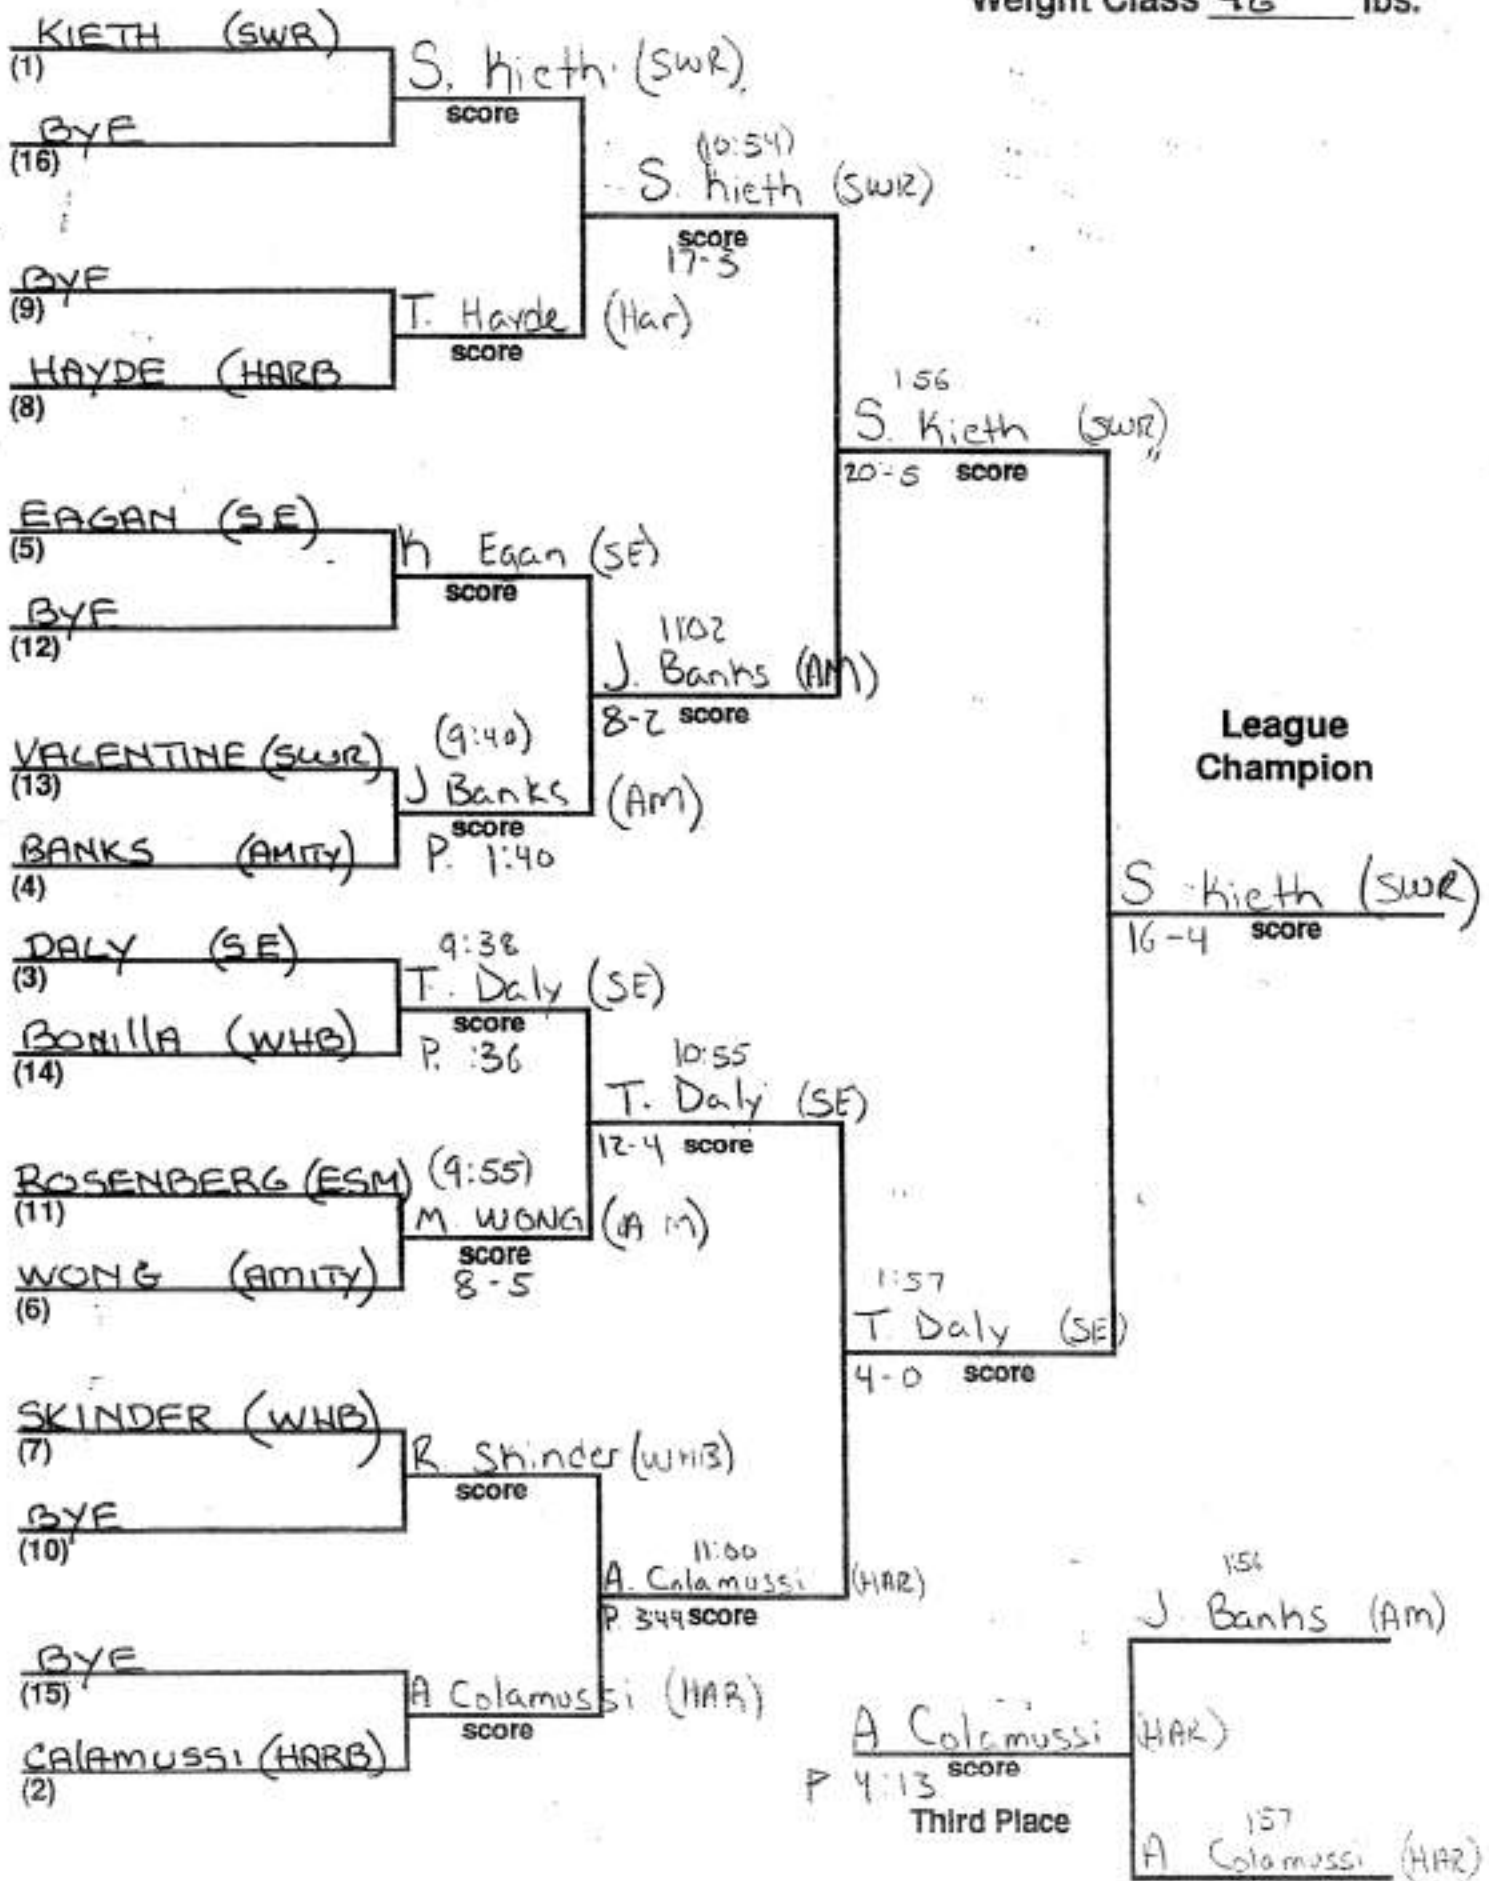 Weight Class 98 lbs.
KIETH (SWR)
(1)
S. Kieth (SWR)
score
BYE
(16)
(10:54)
S. Kieth (SWR)
score
17-3
BYE
(9)
T. Hayde (Har)
score
HAYDE (HARB
(8)
1:56
S. Kieth (SWR)
20-5 score
EAGAN (SE)
(5)
K Egan (SE)
score
BYE
(12)
11:02
J. Banks (AM)
8-2 score
VALENTINE (SWR)
(13)
(9:40)
J Banks (AM)
score
P. 1:40
BANKS (AMITY)
(4)
League
Champion
S Kieth (SWR)
16-4 score
DALY (SE)
(3)
9:38
T. Daly (SE)
score
P. :36
BONILLA (WHB)
(14)
10:55
T. Daly (SE)
12-4 score
ROSENBERG (ESM)
(11)
(9:55)
M. WONG (AM)
score
8-5
WONG (AMITY)
(6)
1:57
T. Daly (SE)
4-0 score
SKINDER (WHB)
(7)
R. Skinder (WHB)
score
BYE
(10)
11:00
A. Colamussi (HAR)
P. 3:44 score
BYE
(15)
A Colamussi (HAR)
score
CALAMUSSI (HARB)
(2)
1:56
J. Banks (Am)
A Colamussi (HAR)
score
P 4:13
Third Place
1:57
A Colamussi (HAR)